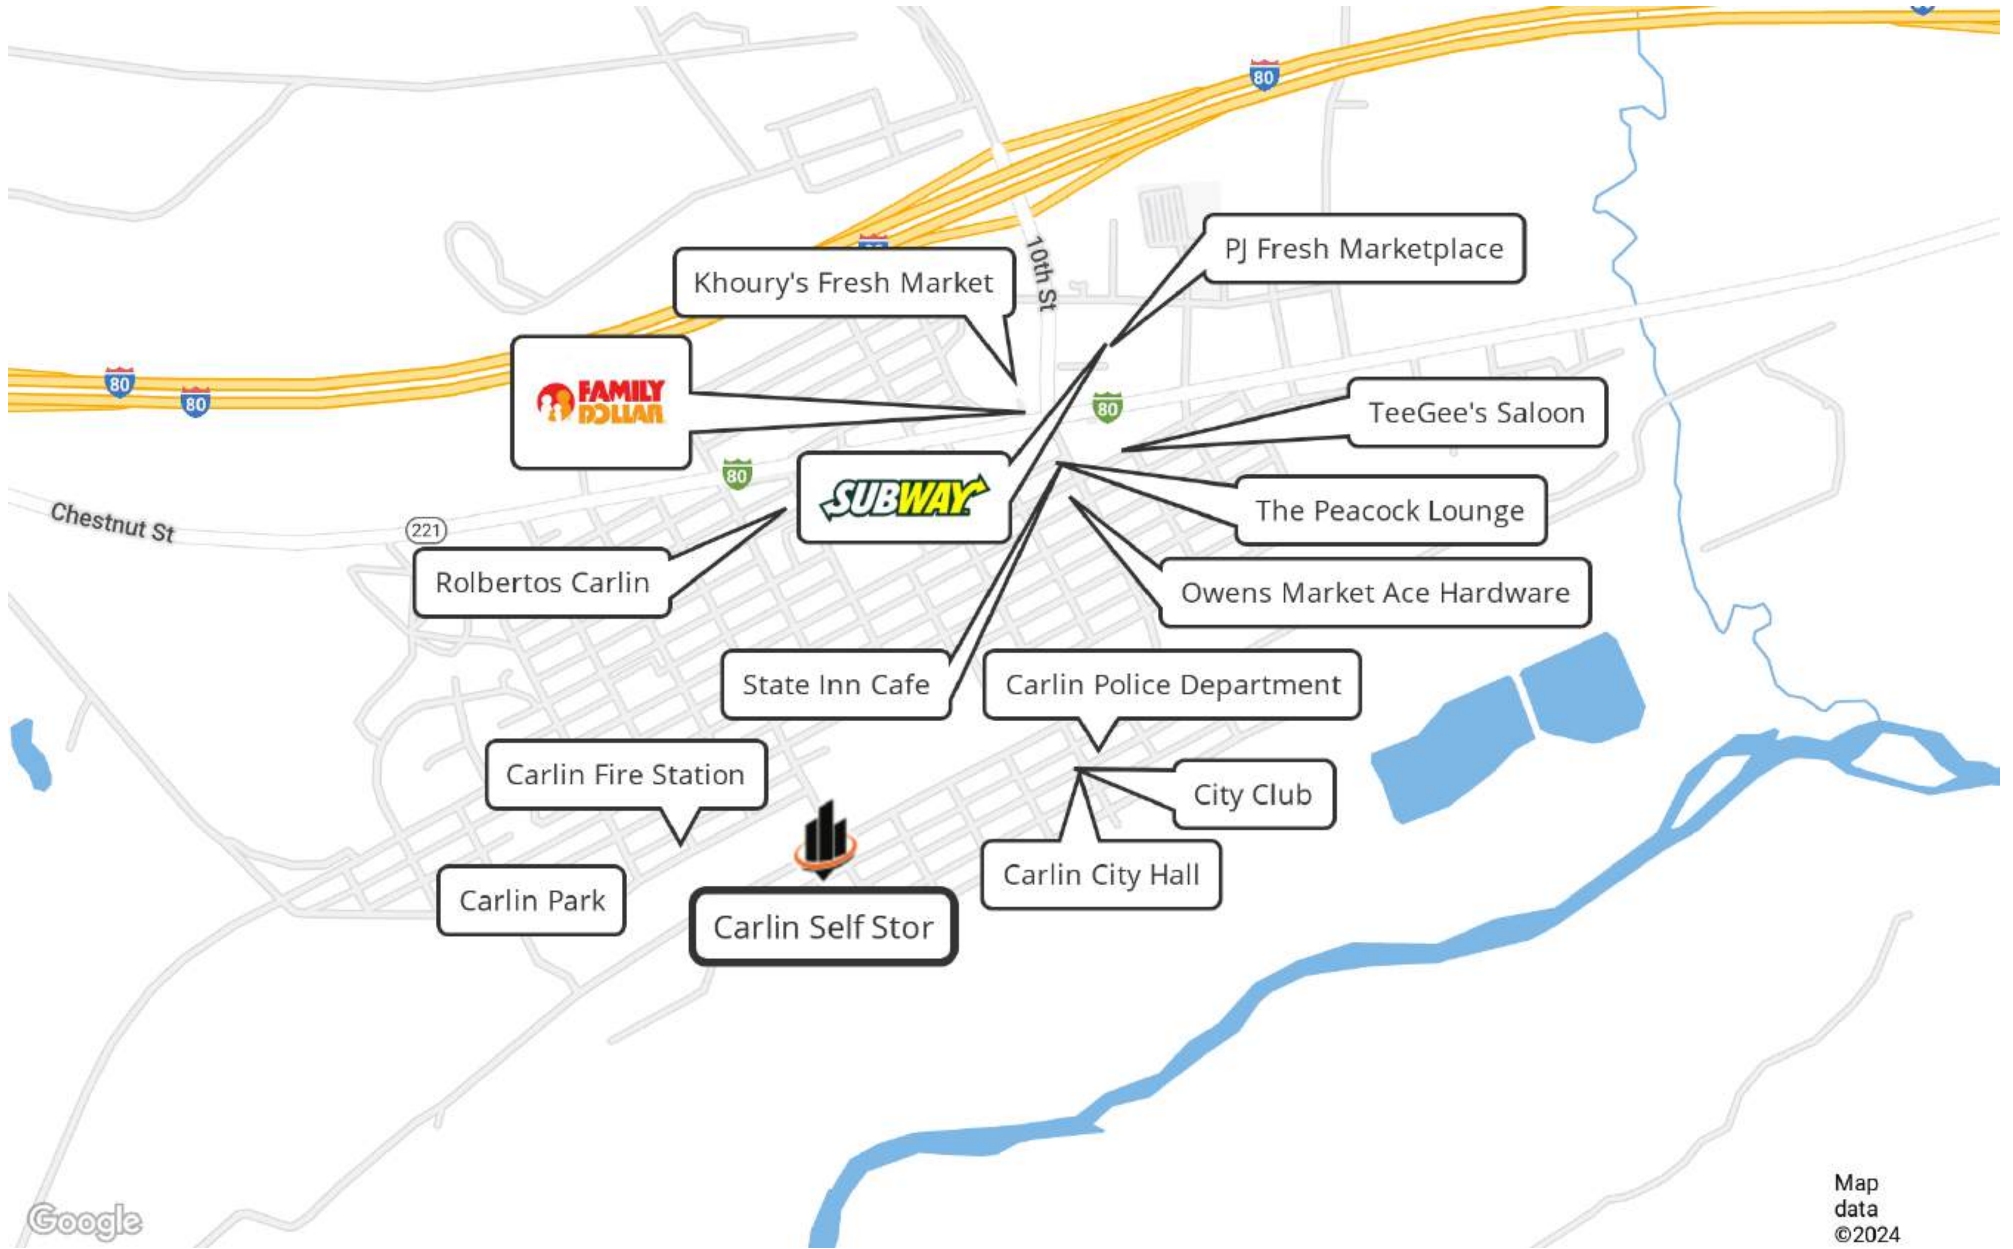 80
10th St
PJ Fresh Marketplace
Khoury's Fresh Market
80
80
FAMILY
DOLLAR
80
TeeGee's Saloon
80
SUBWAY
The Peacock Lounge
Chestnut St
221
Rolbertos Carlin
Owens Market Ace Hardware
State Inn Cafe
Carlin Police Department
Carlin Fire Station
City Club
Carlin City Hall
Carlin Park
Carlin Self Stor
Google
Map
data
©2024